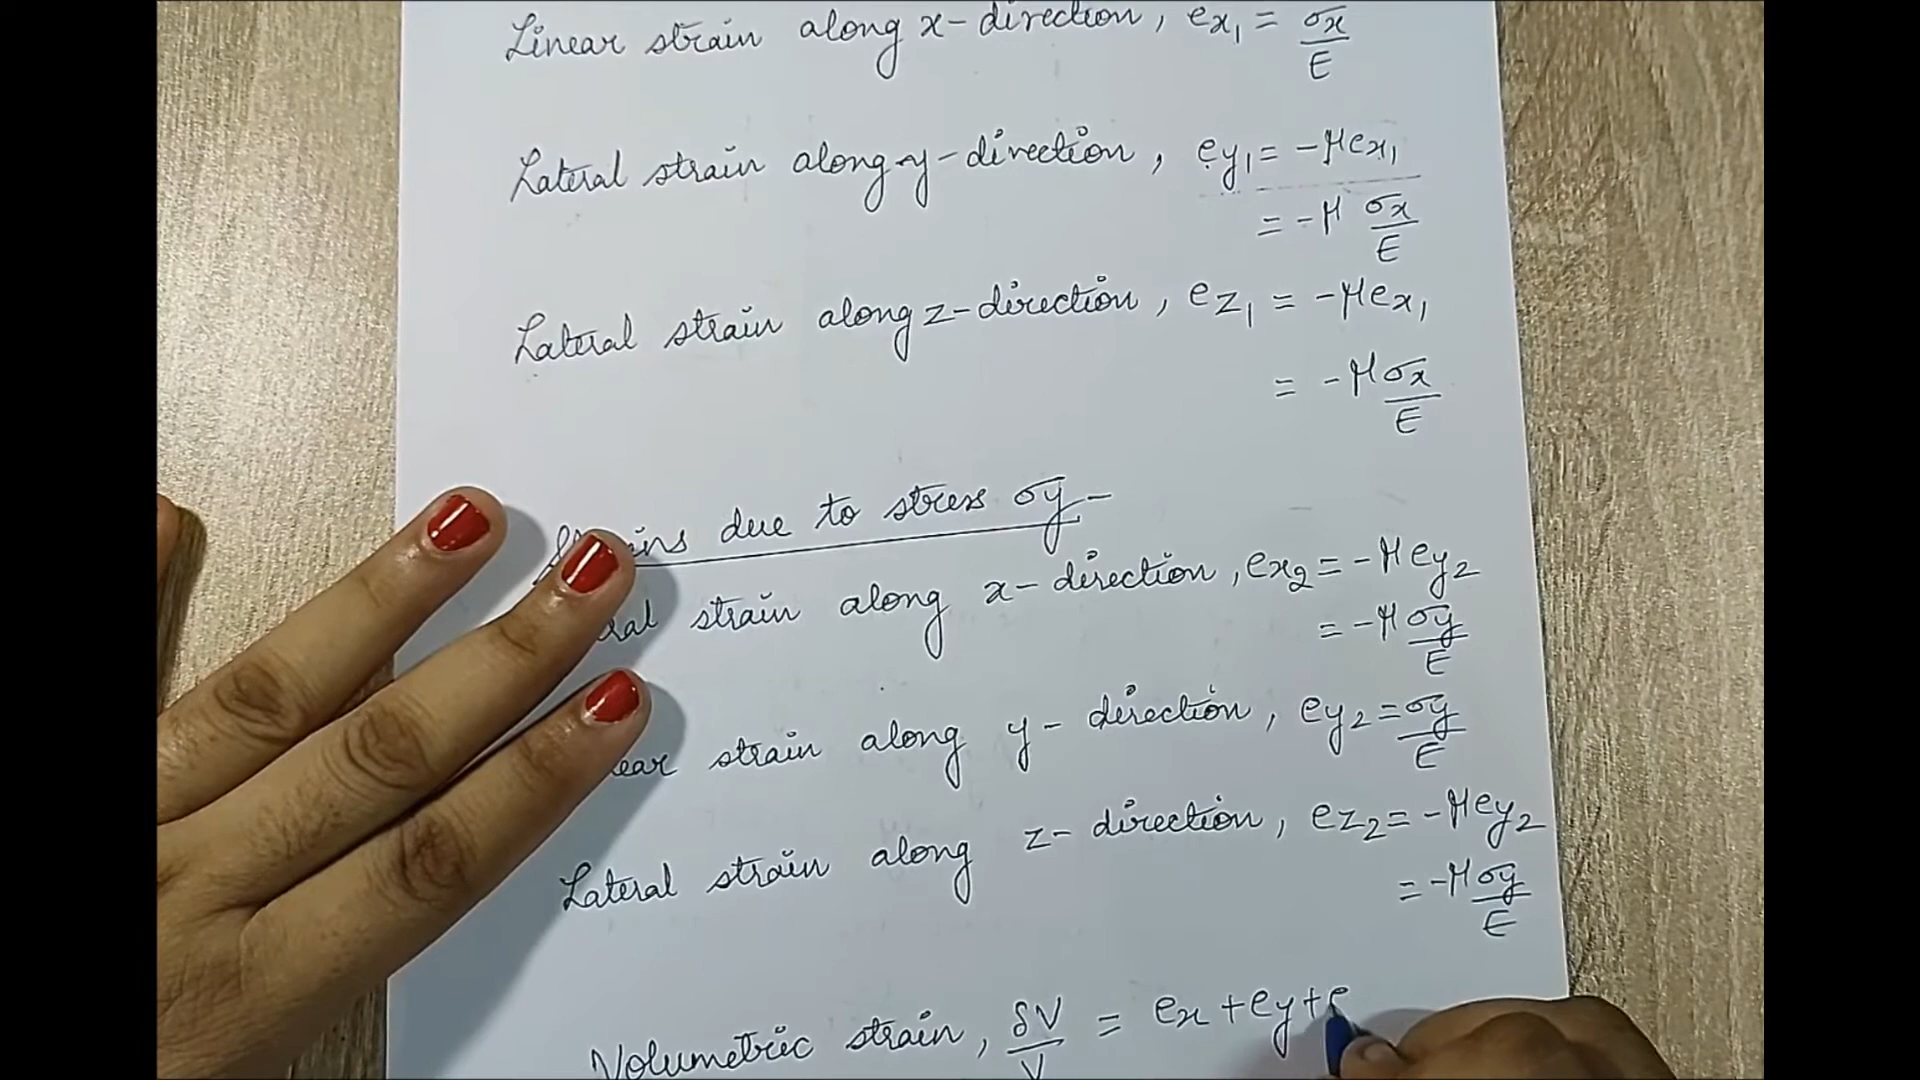 Linear strain along x-direction, ex₁ = σx/E
Lateral strain along y-direction, ey₁ = -μex₁
= -μ σx/E
Lateral strain along z-direction, ez₁ = -μex₁
= -μσx/E
due to stress σy-
strain along x-direction, ex₂ = -μey₂
= -μ σy/E
strain along y-direction, ey₂ = σy/E
Lateral strain along z-direction, ez₂ = -μey₂
= -μσy/E
Volumetric strain, δV/V = ex + ey + e